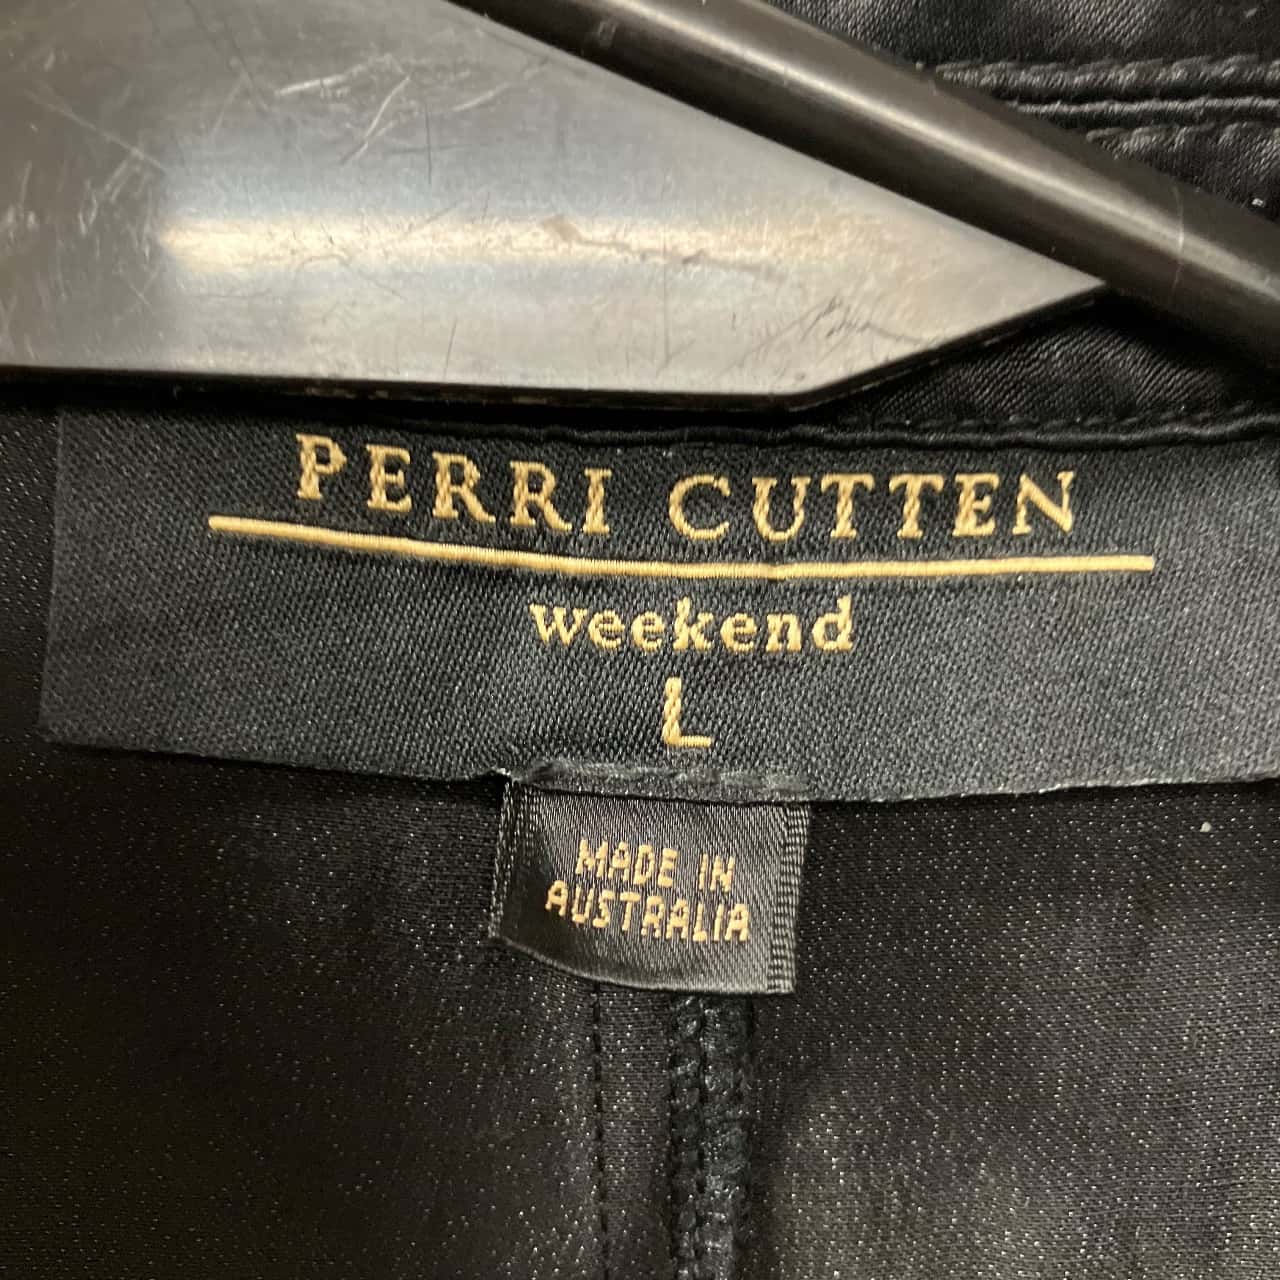 PERRI CUTTEN
weekend
L
MADE IN
AUSTRALIA